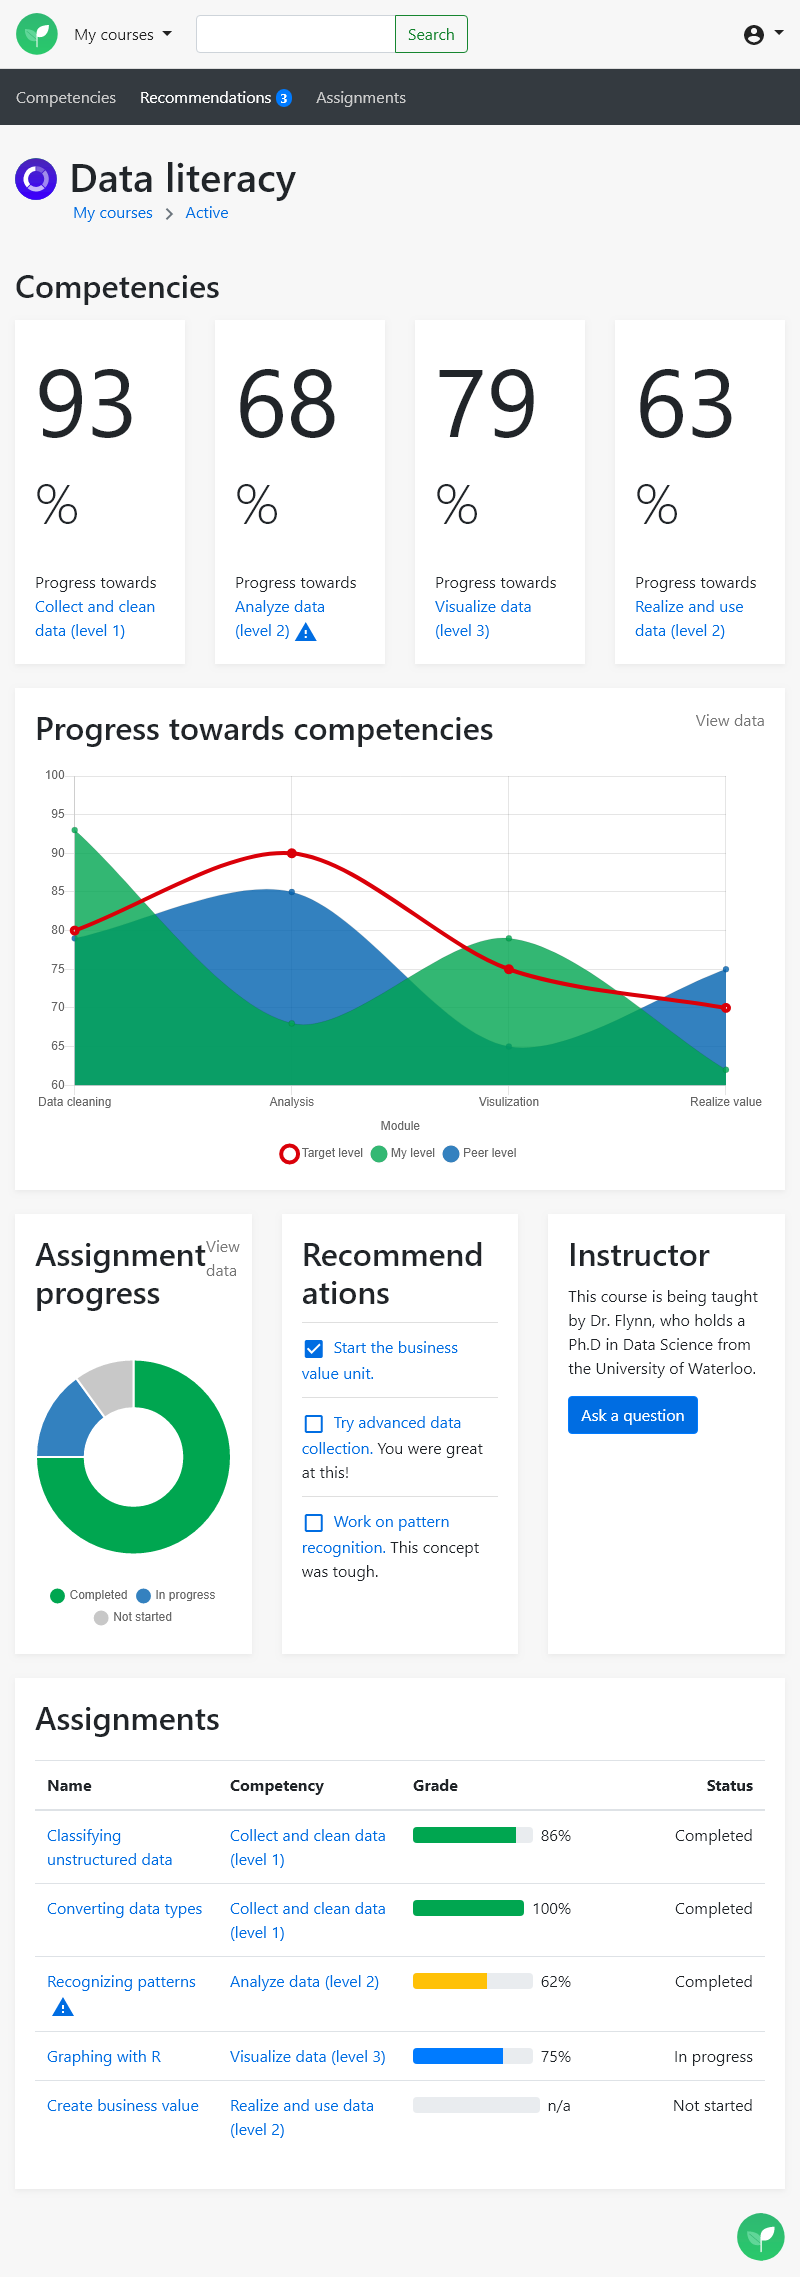 My courses
Search
Competencies
Recommendations 3
Assignments
Data literacy
My courses
Active
Competencies
93
%
Progress towards
Collect and clean
data (level 1)
68
%
Progress towards
Analyze data
(level 2)
79
%
Progress towards
Visualize data
(level 3)
63
%
Progress towards
Realize and use
data (level 2)
Progress towards competencies
View data
100
95
90
85
80
75
70
65
60
Data cleaning
Analysis
Visulization
Realize value
Module
Target level
My level
Peer level
Assignment
progress
View
data
Completed
In progress
Not started
Recommend
ations
Start the business
value unit.
Try advanced data
collection. You were great
at this!
Work on pattern
recognition. This concept
was tough.
Instructor
This course is being taught
by Dr. Flynn, who holds a
Ph.D in Data Science from
the University of Waterloo.
Ask a question
Assignments
Name
Competency
Grade
Status
Classifying
unstructured data
Collect and clean data
(level 1)
86%
Completed
Converting data types
Collect and clean data
(level 1)
100%
Completed
Recognizing patterns
Analyze data (level 2)
62%
Completed
Graphing with R
Visualize data (level 3)
75%
In progress
Create business value
Realize and use data
(level 2)
n/a
Not started